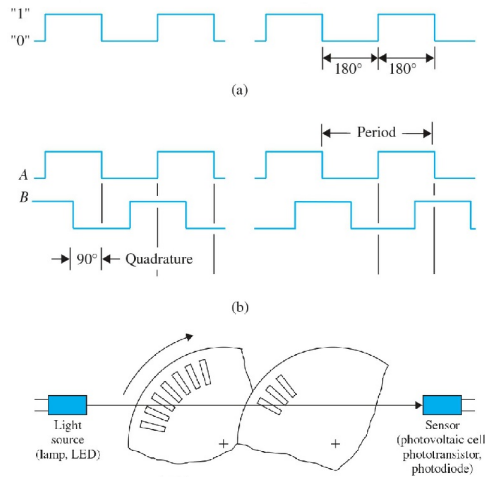 "1"
"0"
180° 180°
(a)
Period
A
B
90° Quadrature
(b)
Light
source
(lamp, LED)
Sensor
(photovoltaic cell
phototransistor,
photodiode)